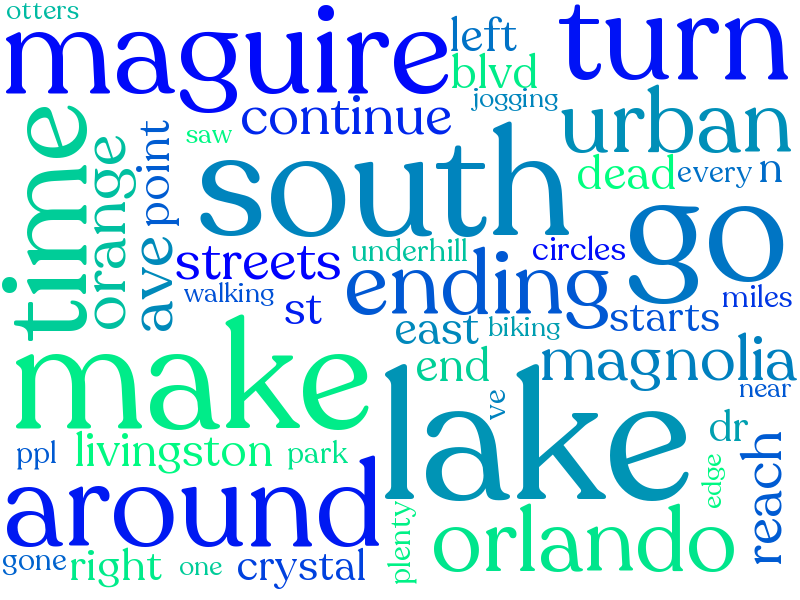 otters
maguire
left
turn
blvd
jogging
continue
urban
saw
time
orange
point
south
dead
every
n
go
ave
streets
underhill
circles
walking
ending
miles
st
starts
east
biking
make
end
magnolia
near
ve
lake
dr
livingston
park
ppl
reach
edge
around
plenty
orlando
gone
right
one
crystal